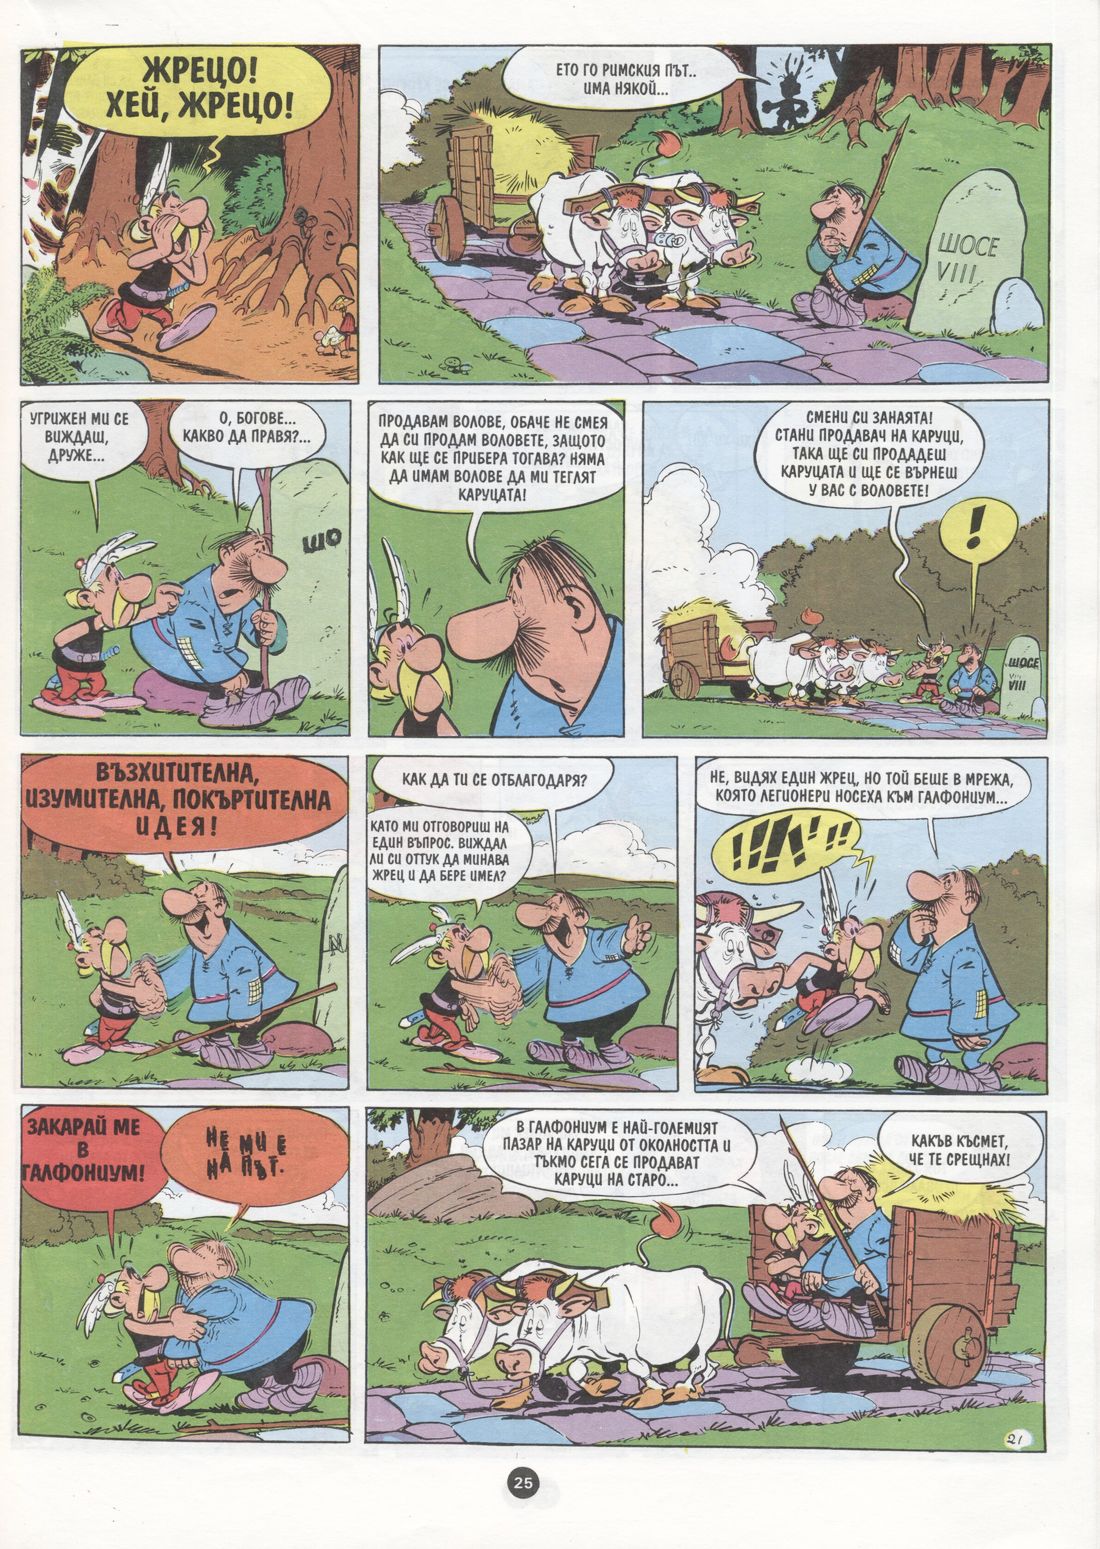 ЖРЕЦО!
ХЕЙ, ЖРЕЦО!
ЕТО ГО РИМСКИЯ ПЪТ..
ИМА НЯКОЙ...
ШОСЕ
VIII
УГРИЖЕН МИ СЕ
ВИЖДАШ,
ДРУЖЕ...
О, БОГОВЕ...
КАКВО ДА ПРАВЯ?...
ШО
ПРОДАВАМ ВОЛОВЕ, ОБАЧЕ НЕ СМЕЯ
ДА СИ ПРОДАМ ВОЛОВЕТЕ, ЗАЩОТО
КАК ЩЕ СЕ ПРИБЕРА ТОГАВА? НЯМА
ДА ИМАМ ВОЛОВЕ ДА МИ ТЕГЛЯТ
КАРУЦАТА!
СМЕНИ СИ ЗАНАЯТА!
СТАНИ ПРОДАВАЧ НА КАРУЦИ,
ТАКА ЩЕ СИ ПРОДАДЕШ
КАРУЦАТА И ЩЕ СЕ ВЪРНЕШ
У ВАС С ВОЛОВЕТЕ!
!
ШОСЕ
VIII
ВЪЗХИТИТЕЛНА,
ИЗУМИТЕЛНА, ПОКЪРТИТЕЛНА
ИДЕЯ!
КАК ДА ТИ СЕ ОТБЛАГОДАРЯ?
КАТО МИ ОТГОВОРИШ НА
ЕДИН ВЪПРОС. ВИЖДАЛ
ЛИ СИ ОТТУК ДА МИНАВА
ЖРЕЦ И ДА БЕРЕ ИМЕЛ?
НЕ, ВИДЯХ ЕДИН ЖРЕЦ, НО ТОЙ БЕШЕ В МРЕЖА,
КОЯТО ЛЕГИОНЕРИ НОСЕХА КЪМ ГАЛФОНИУМ...
ЗАКАРАЙ МЕ
В
ГАЛФОНИУМ!
НЕ МИ Е
НА ПЪТ.
В ГАЛФОНИУМ Е НАЙ-ГОЛЕМИЯТ
ПАЗАР НА КАРУЦИ ОТ ОКОЛНОСТТА И
ТЪКМО СЕГА СЕ ПРОДАВАТ
КАРУЦИ НА СТАРО...
КАКЪВ КЪСМЕТ,
ЧЕ ТЕ СРЕЩНАХ!
21
25